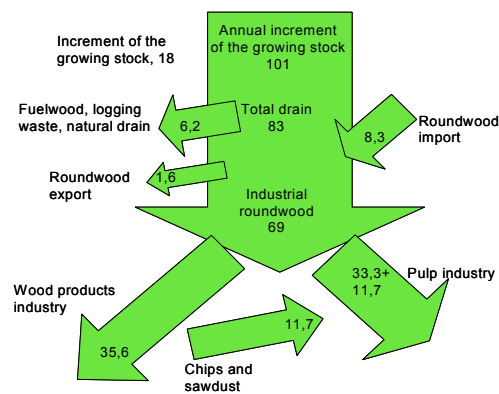 Annual increment
of the growing stock
101
Increment of the
growing stock, 18
Fuelwood, logging
waste, natural drain
6,2
Total drain
83
Roundwood
import
8,3
Roundwood
export
1,6
Industrial
roundwood
69
Wood products
industry
35,6
33,3+
11,7
Pulp industry
11,7
Chips and
sawdust